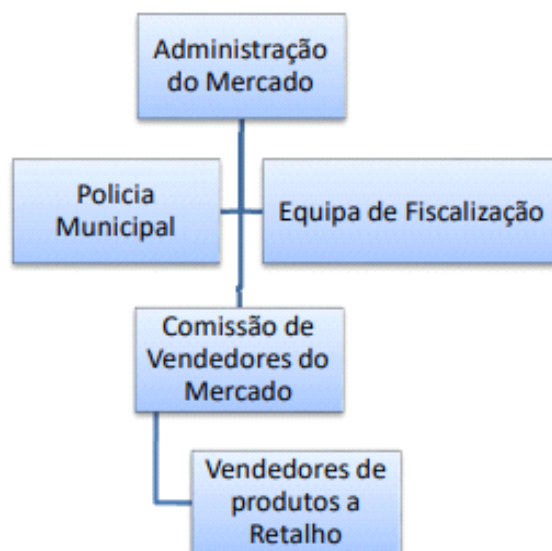 Administração
do Mercado
Policia
Municipal
Equipa de Fiscalização
Comissão de
Vendedores do
Mercado
Vendedores de
produtos a
Retalho